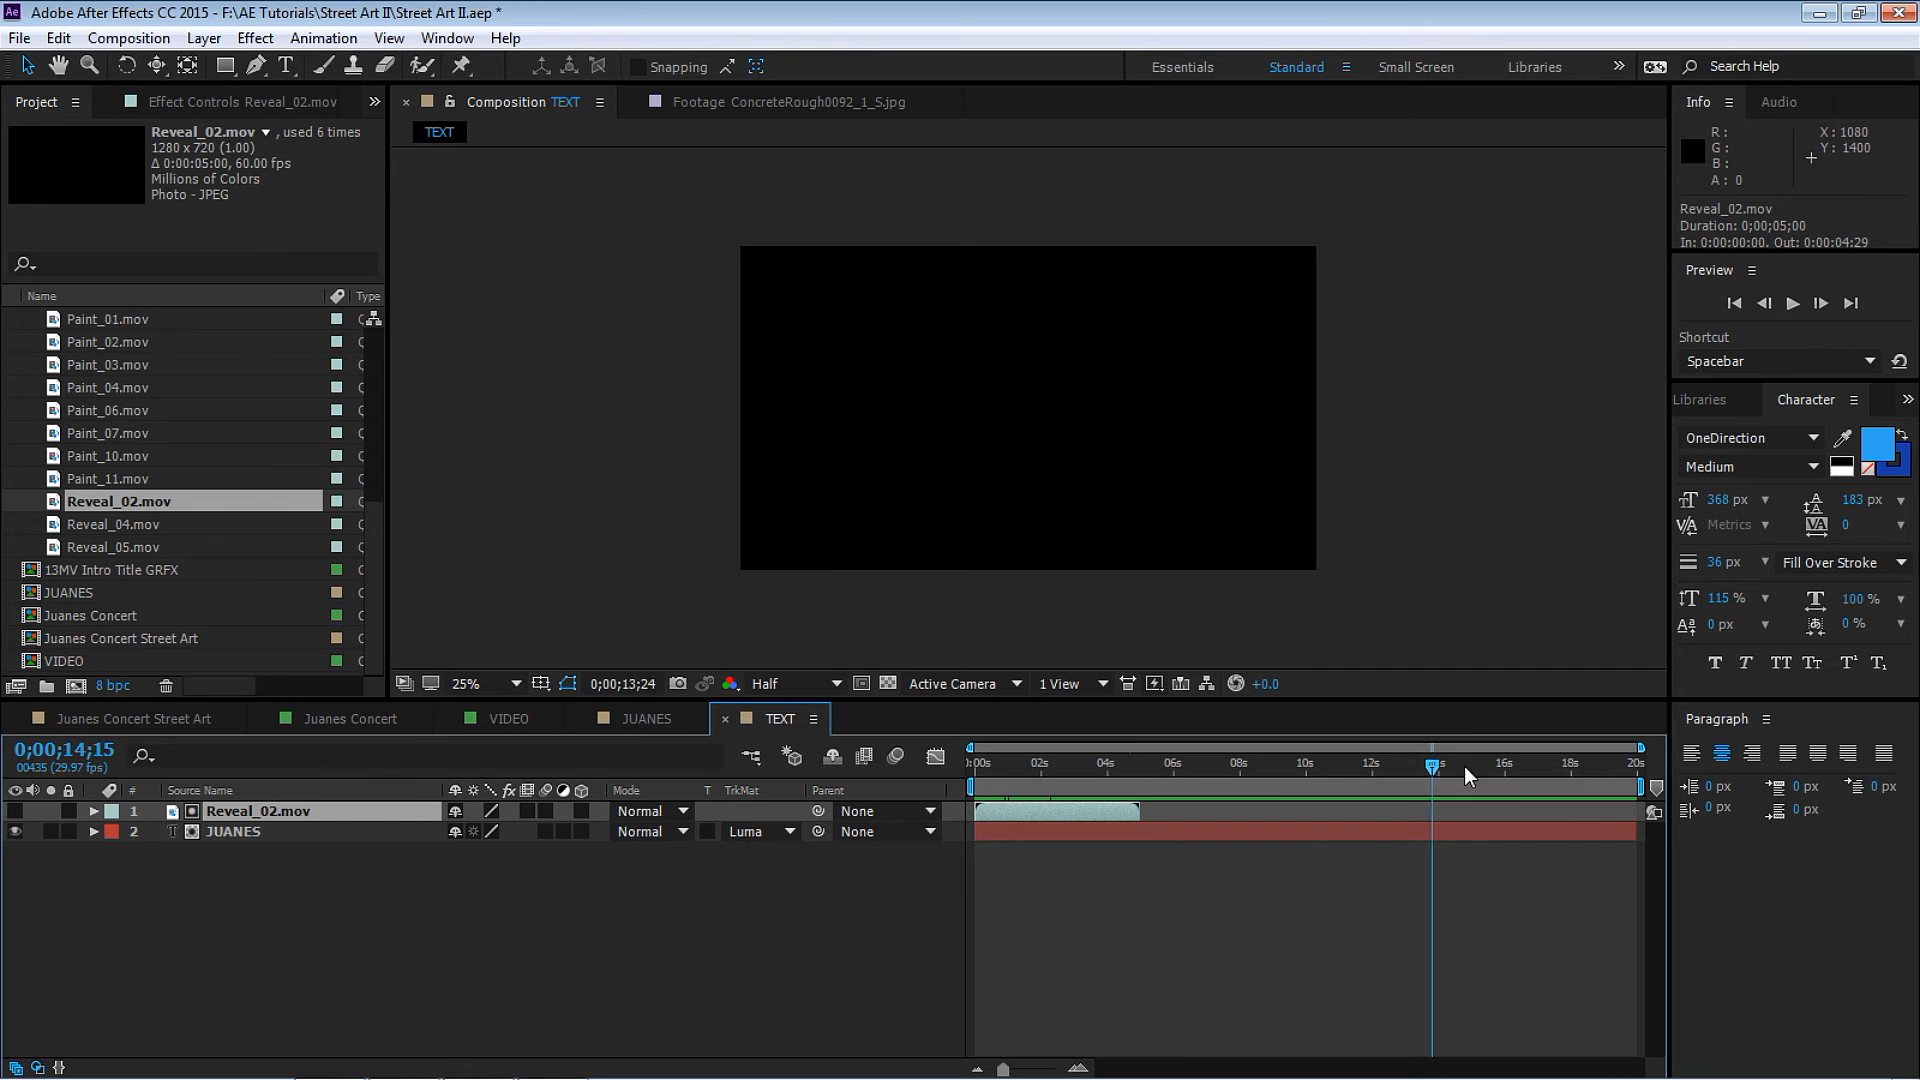 Adobe After Effects CC 2015 - F:\AE Tutorials\Street Art II\Street Art II.aep *
File Edit Composition Layer Effect Animation View Window Help
Snapping Essentials Standard Small Screen Libraries Search Help
Project Effect Controls Reveal_02.mov Composition TEXT Footage ConcreteRough0092_1_S.jpg Info Audio
TEXT
Reveal_02.mov , used 6 times
1280 x 720 (1.00)
Δ 0:00:05:00, 60.00 fps
Millions of Colors
Photo - JPEG
R :
G :
B :
A : 0
X : 1080
Y : 1400
Reveal_02.mov
Duration: 0;00;05;00
In: 0:00:00:00, Out: 0:00:04:29
Preview
Shortcut
Spacebar
Name Type
Paint_01.mov
Paint_02.mov
Paint_03.mov
Paint_04.mov
Paint_06.mov
Paint_07.mov
Paint_10.mov
Paint_11.mov
Reveal_02.mov
Reveal_04.mov
Reveal_05.mov
13MV Intro Title GRFX
JUANES
Juanes Concert
Juanes Concert Street Art
VIDEO
8 bpc
Libraries Character
OneDirection
Medium
368 px 183 px
Metrics 0
36 px Fill Over Stroke
115 % 100 %
0 px 0 %
25% 0;00;13;24 Half Active Camera 1 View +0.0
Juanes Concert Street Art Juanes Concert VIDEO JUANES TEXT
0;00;14;15
00435 (29.97 fps)
0:00s 02s 04s 06s 08s 10s 12s 16s 18s 20s
# Source Name fx Mode T TrkMat Parent
1 Reveal_02.mov Normal None
2 JUANES Normal Luma None
Paragraph
0 px 0 px 0 px
0 px 0 px